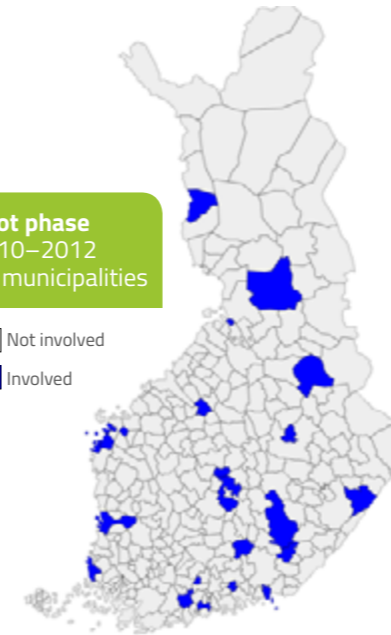 ot phase
10–2012
municipalities
Not involved
Involved